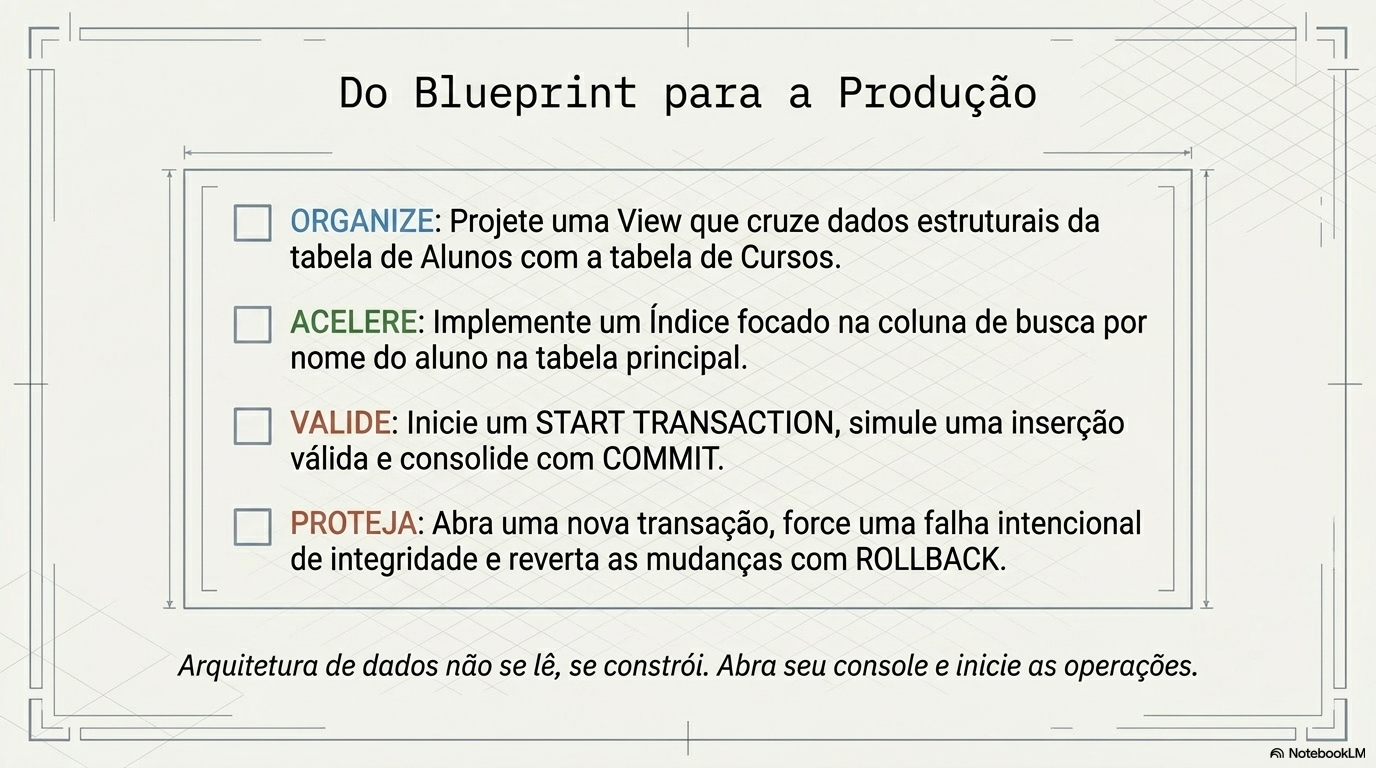 Do Blueprint para a Produção
ORGANIZE: Projete uma View que cruze dados estruturais da
tabela de Alunos com a tabela de Cursos.
ACELERE: Implemente um Índice focado na coluna de busca por
nome do aluno na tabela principal.
VALIDE: Inicie um START TRANSACTION, simule uma inserção
válida e consolide com COMMIT.
PROTEJA: Abra uma nova transação, force uma falha intencional
de integridade e reverta as mudanças com ROLLBACK.
Arquitetura de dados não se lê, se constrói. Abra seu console e inicie as operações.
NotebookLM